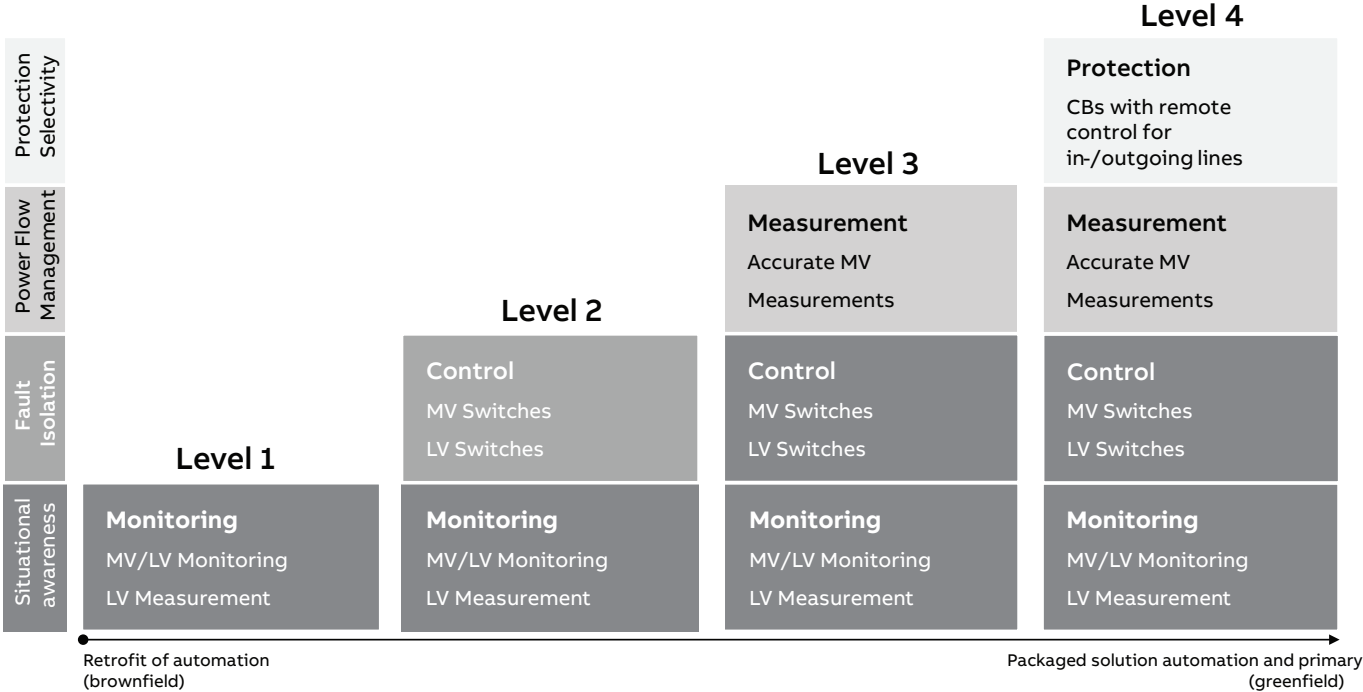 Level 4
Protection
Selectivity
Protection
CBs with remote
control for
in-/outgoing lines
Level 3
Power Flow
Management
Measurement
Accurate MV
Measurements
Measurement
Accurate MV
Measurements
Level 2
Fault
Isolation
Control
MV Switches
LV Switches
Control
MV Switches
LV Switches
Control
MV Switches
LV Switches
Level 1
Situational
awareness
Monitoring
MV/LV Monitoring
LV Measurement
Monitoring
MV/LV Monitoring
LV Measurement
Monitoring
MV/LV Monitoring
LV Measurement
Monitoring
MV/LV Monitoring
LV Measurement
Retrofit of automation
(brownfield)
Packaged solution automation and primary
(greenfield)